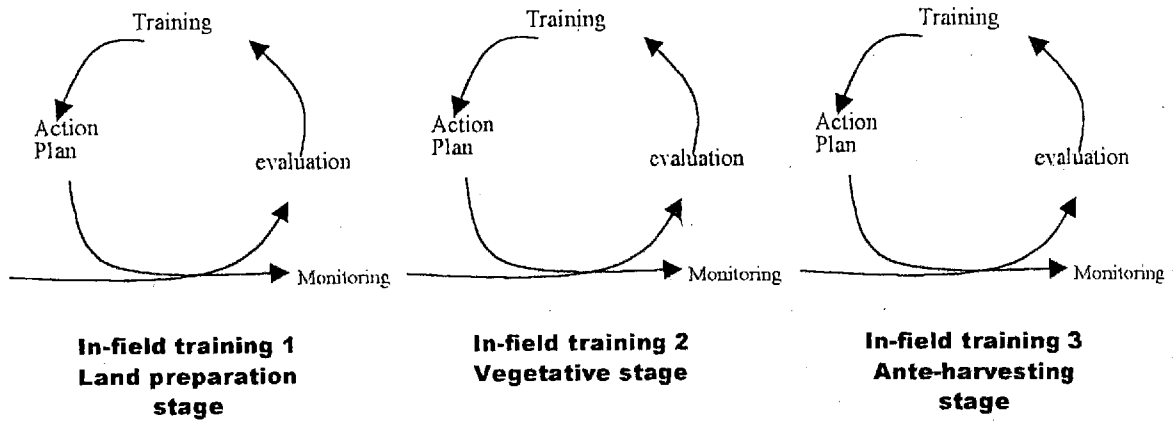 Training
Action
Plan
evaluation
Monitoring
In-field training 1
Land preparation
stage
Training
Action
Plan
evaluation
Monitoring
In-field training 2
Vegetative stage
Training
Action
Plan
evaluation
Monitoring
In-field training 3
Ante-harvesting
stage